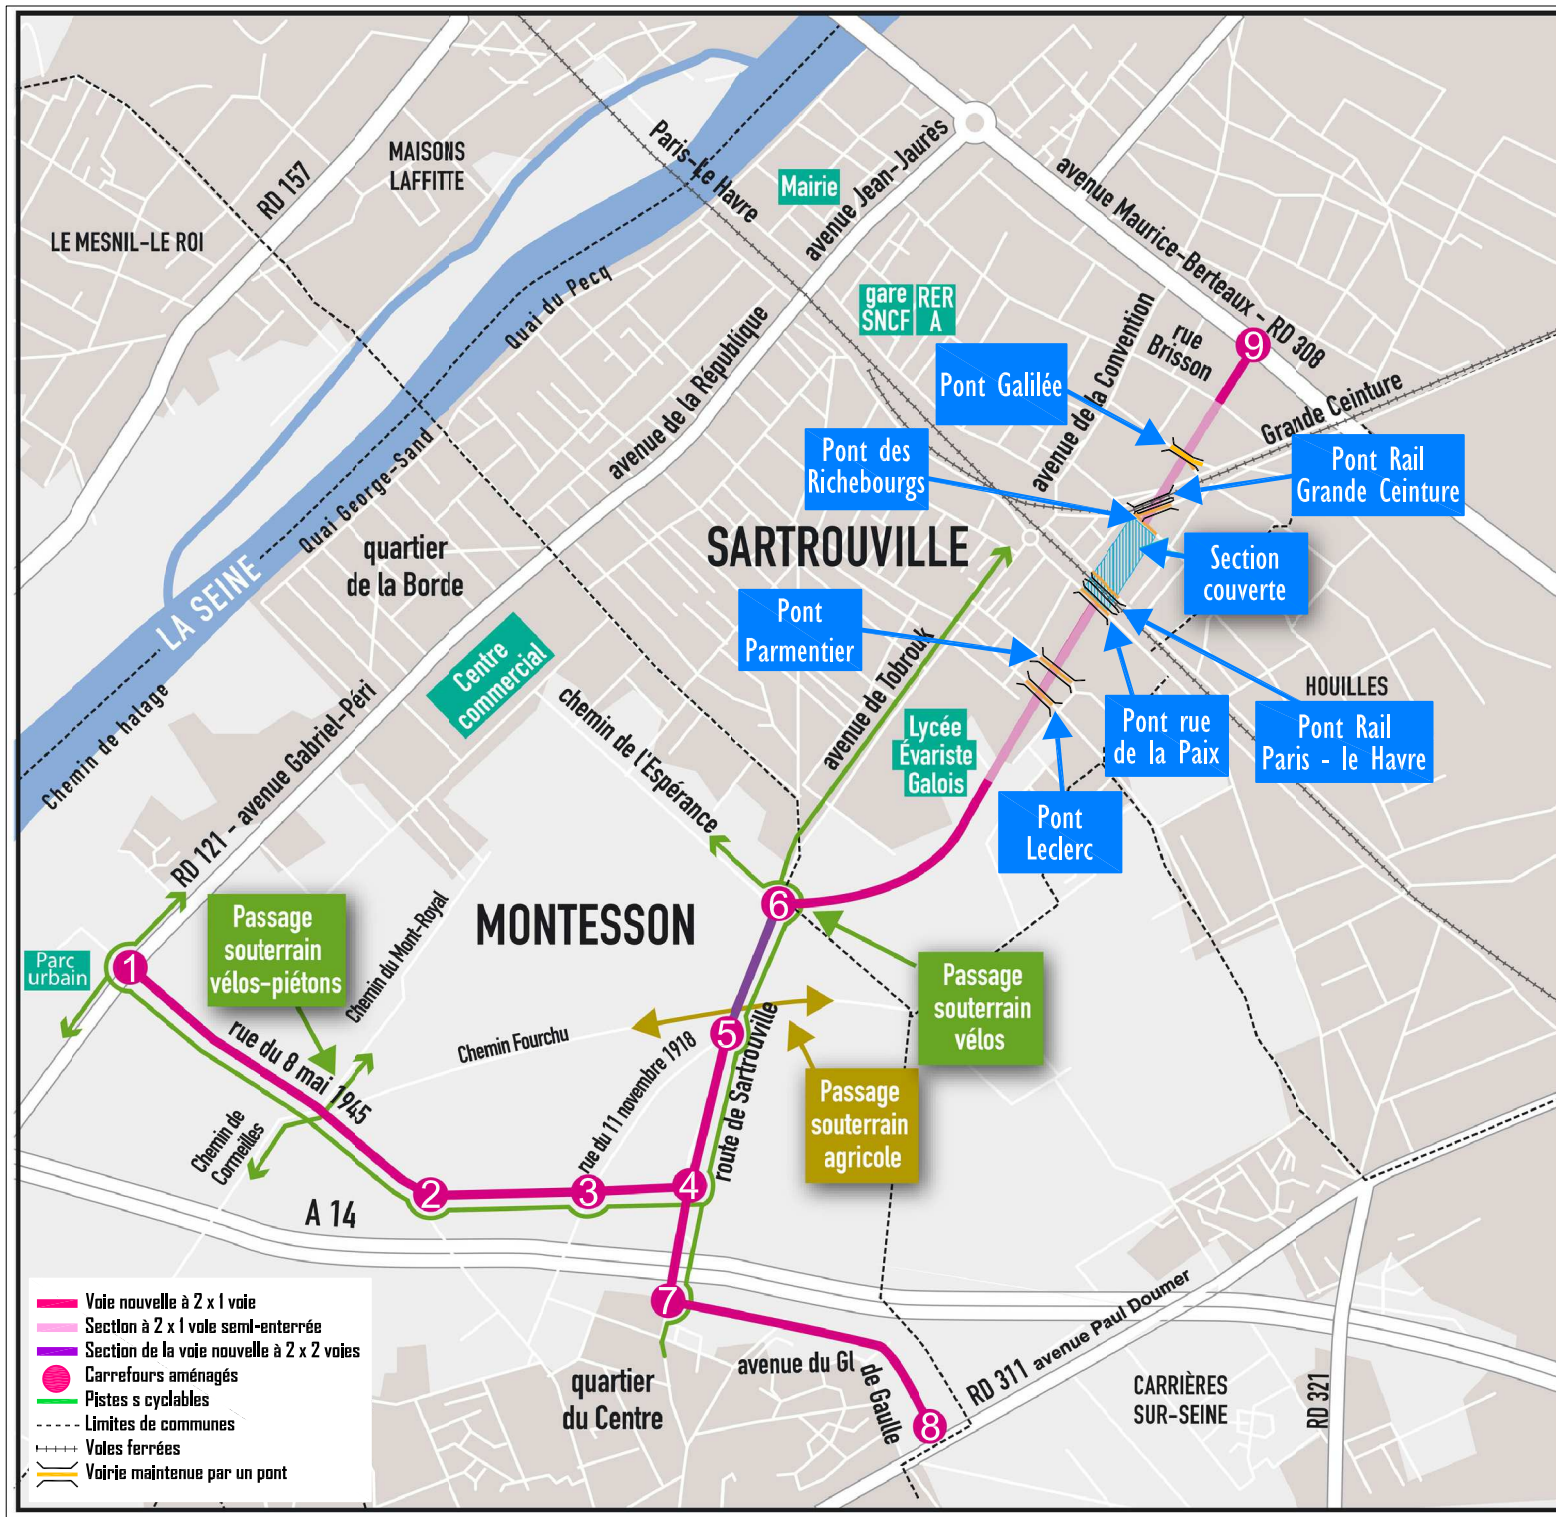 MAISONS
LAFFITTE
RD 157
LE MESNIL-LE ROI
Paris-Le Havre
Mairie
avenue Jean-Jaurès
avenue Maurice-Berteaux - RD 308
Quai du Pecq
gare
SNCF
RER
A
avenue de la Convention
rue
Brisson
9
Pont Galilée
avenue de la République
Grande Ceinture
Pont des
Richebourgs
Pont Rail
Grande Ceinture
Quai George-Sand
SARTROUVILLE
quartier
de la Borde
Section
couverte
LA SEINE
Pont
Parmentier
Centre
commercial
avenue de Tobrouk
HOUILLES
Chemin de halage
RD 121 - avenue Gabriel-Péri
chemin de l'Espérance
Lycée
Évariste
Galois
Pont rue
de la Paix
Pont Rail
Paris - le Havre
Pont
Leclerc
6
MONTESSON
Passage
souterrain
vélos-piétons
Chemin du Mont-Royal
Parc
urbain
1
Passage
souterrain
vélos
rue du 8 mai 1945
Chemin Fourchu
5
rue du 11 novembre 1918
route de Sartrouville
Passage
souterrain
agricole
Chemin de
Cormeilles
2
3
4
A 14
7
avenue du Gl
de Gaulle
8
RD 311 avenue Paul Doumer
CARRIÈRES
SUR-SEINE
RD 321
quartier
du Centre
Voie nouvelle à 2 x 1 voie
Section à 2 x 1 voie semi-enterrée
Section de la voie nouvelle à 2 x 2 voies
Carrefours aménagés
Pistes s cyclables
Limites de communes
Voies ferrées
Voirie maintenue par un pont